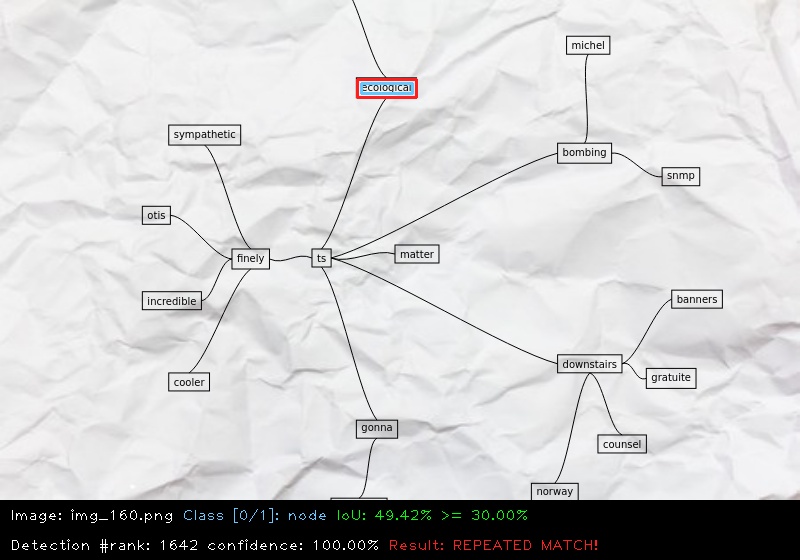 michel
ecological
sympathetic
bombing
snmp
otis
finely
ts
matter
incredible
banners
cooler
downstairs
gratuite
gonna
counsel
norway
Image: img_160.png Class [0/1]: node IoU: 49.42% >= 30.00%
Detection #rank: 1642 confidence: 100.00% Result: REPEATED MATCH!